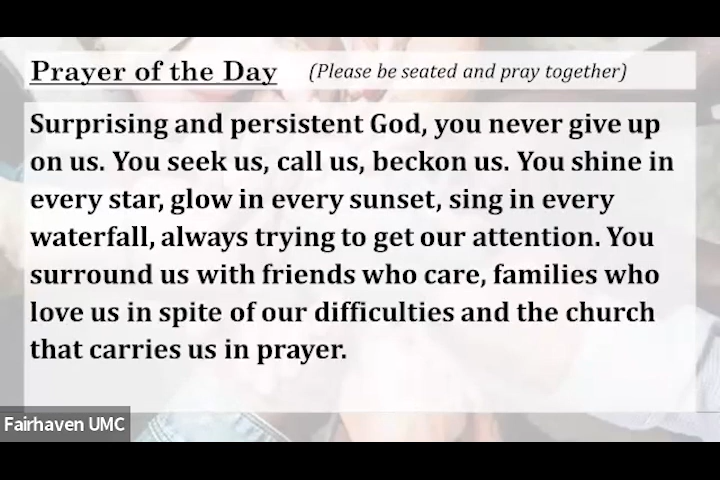 Prayer of the Day (Please be seated and pray together)
Surprising and persistent God, you never give up
on us. You seek us, call us, beckon us. You shine in
every star, glow in every sunset, sing in every
waterfall, always trying to get our attention. You
surround us with friends who care, families who
love us in spite of our difficulties and the church
that carries us in prayer.
Fairhaven UMC